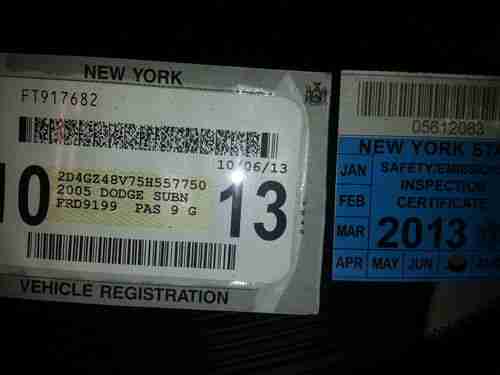 NEW YORK
FT917682
10/06/13
2D4GZ48V75H557750
2005 DODGE SUBN
FRD9199 PAS 9 G
10 13
VEHICLE REGISTRATION
05612083
NEW YORK STA
JAN SAFETY/EMISSIO
INSPECTION
FEB CERTIFICATE
MAR 2013
APR MAY JUN